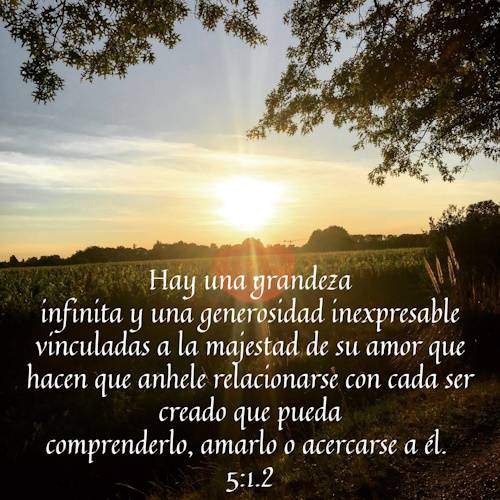 Hay una grandeza
infinita y una generosidad inexpresable
vinculadas a la majestad de su amor que
hacen que anhele relacionarse con cada ser
creado que pueda
comprenderlo, amarlo o acercarse a él.
5:1.2